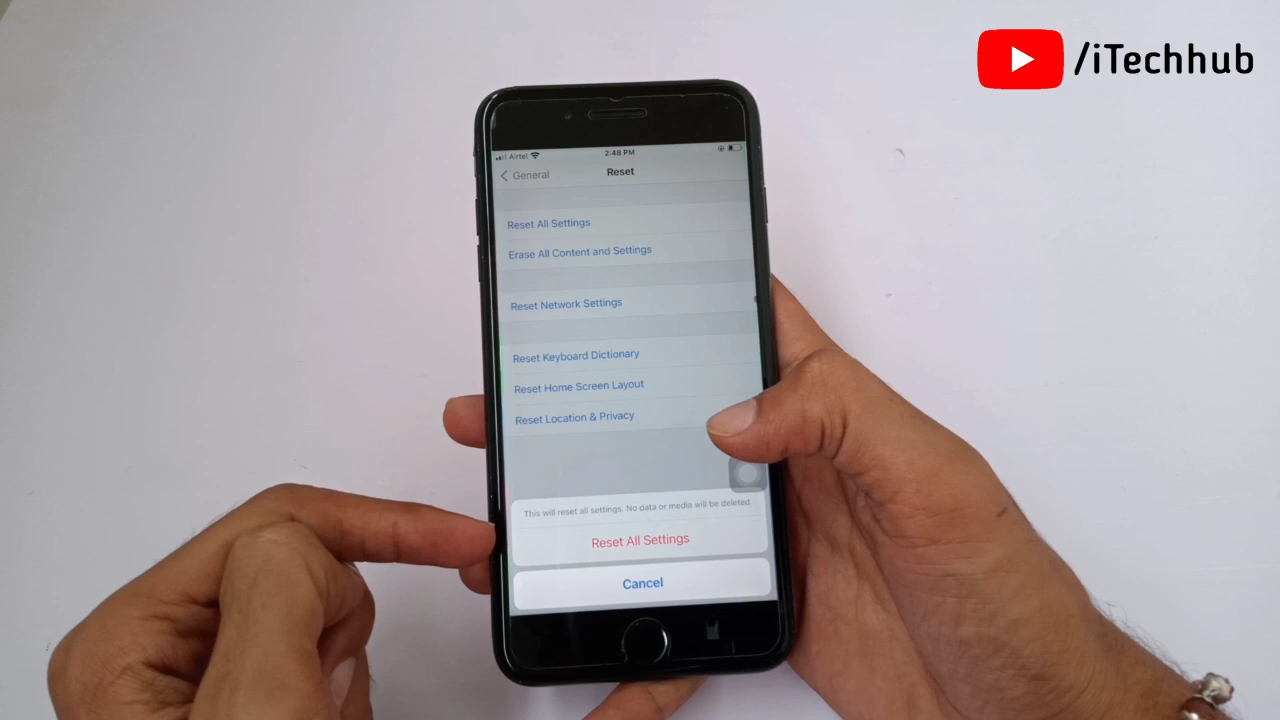 /iTechhub
Airtel
2:48 PM
General
Reset
Reset All Settings
Erase All Content and Settings
Reset Network Settings
Reset Keyboard Dictionary
Reset Home Screen Layout
Reset Location & Privacy
This will reset all settings. No data or media will be deleted.
Reset All Settings
Cancel